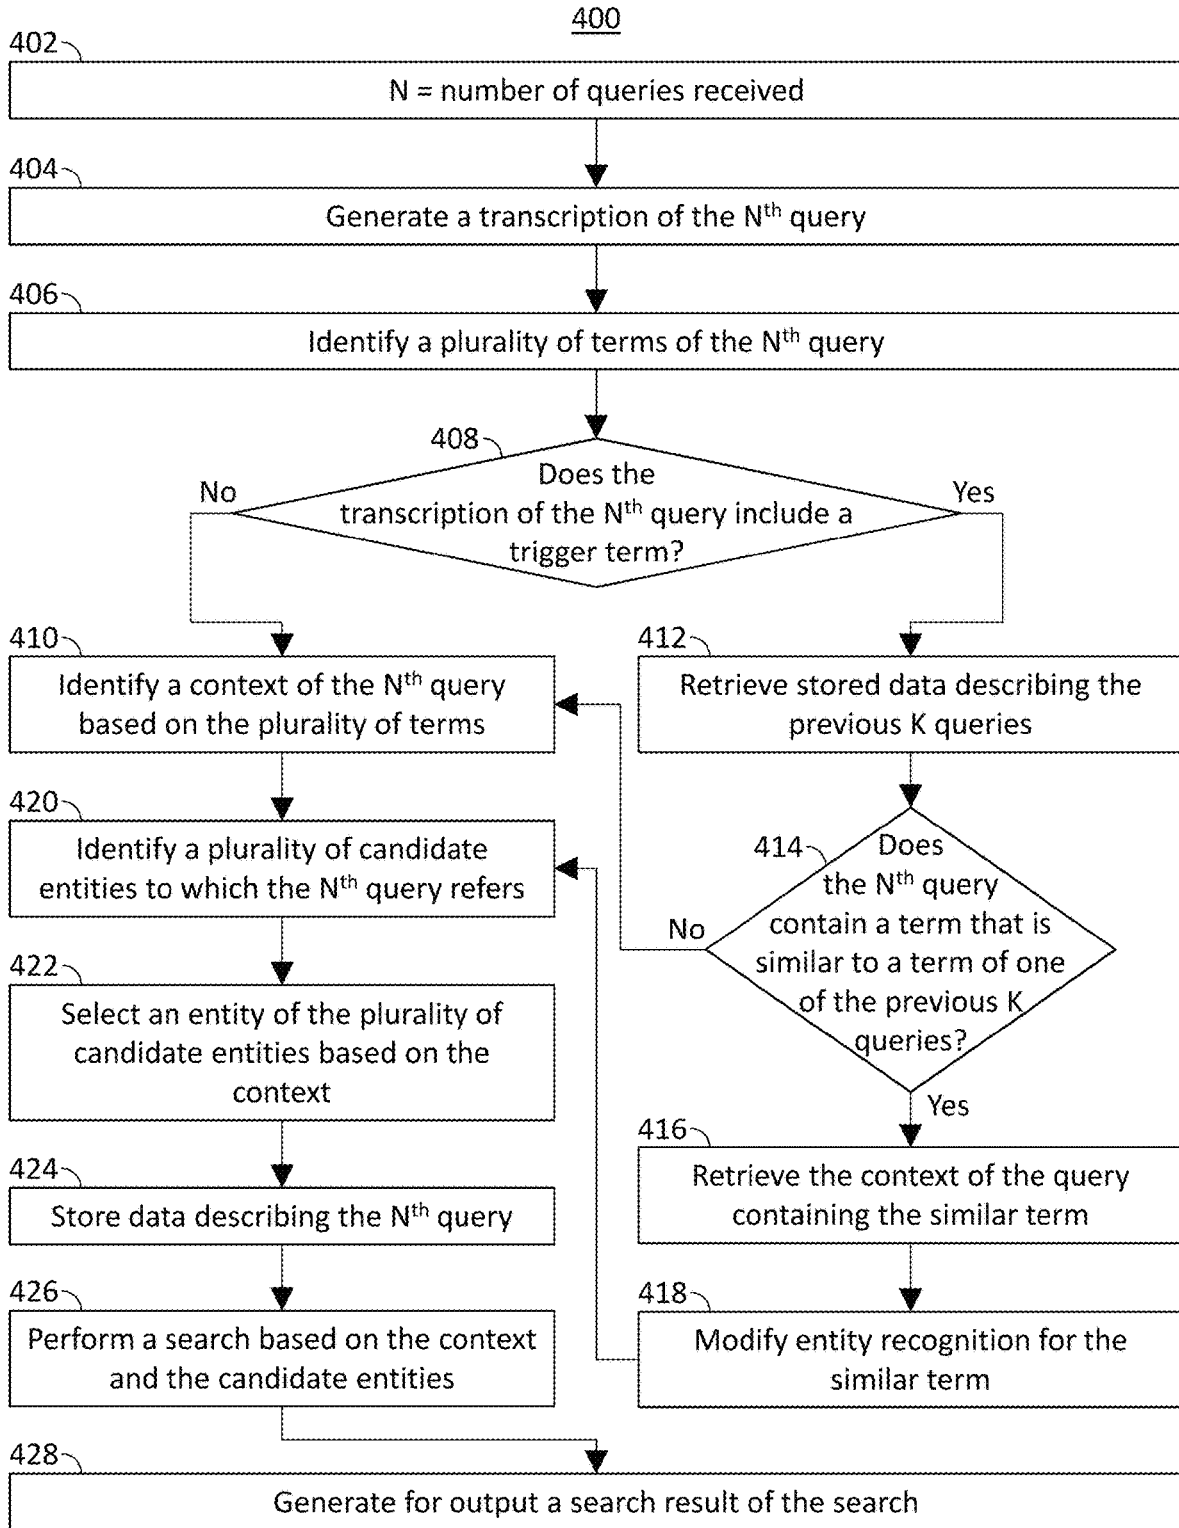 400
402
N = number of queries received
404
Generate a transcription of the Nth query
406
Identify a plurality of terms of the Nth query
408
Does the
transcription of the Nth query include a
trigger term?
No
Yes
410
Identify a context of the Nth query
based on the plurality of terms
412
Retrieve stored data describing the
previous K queries
414
Does
the Nth query
contain a term that is
similar to a term of one
of the previous K
queries?
No
Yes
416
Retrieve the context of the query
containing the similar term
418
Modify entity recognition for the
similar term
420
Identify a plurality of candidate
entities to which the Nth query refers
422
Select an entity of the plurality of
candidate entities based on the
context
424
Store data describing the Nth query
426
Perform a search based on the context
and the candidate entities
428
Generate for output a search result of the search